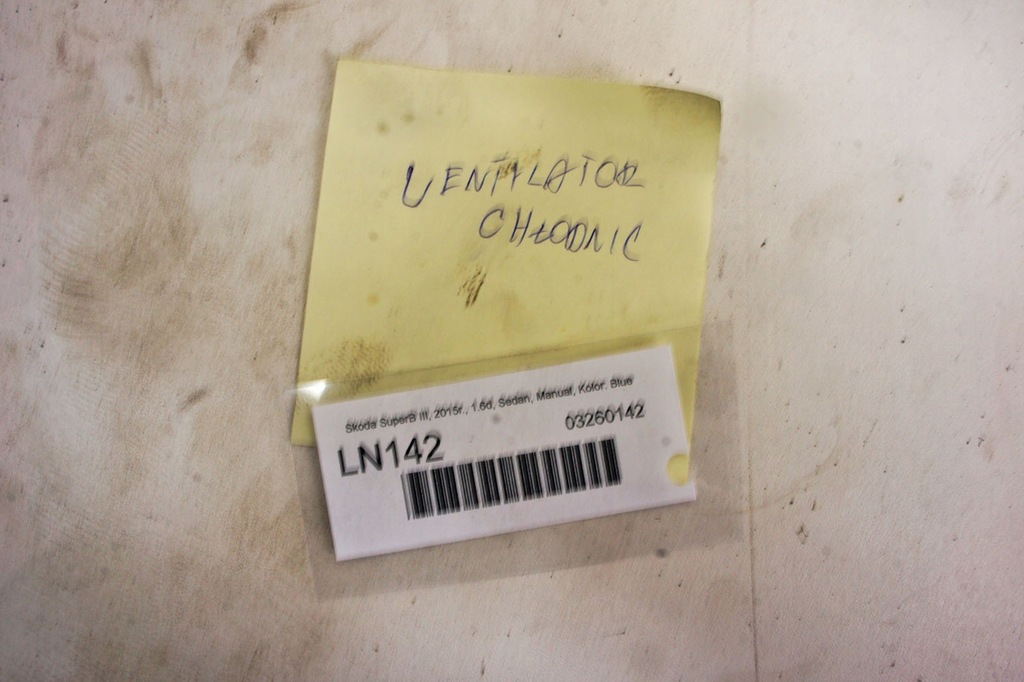 VENTILATOR
CHŁODNIC
Skoda SuperB III, 2015r., 1.6d, Sedan, Manual, Kolor: Blue
03260142
LN142